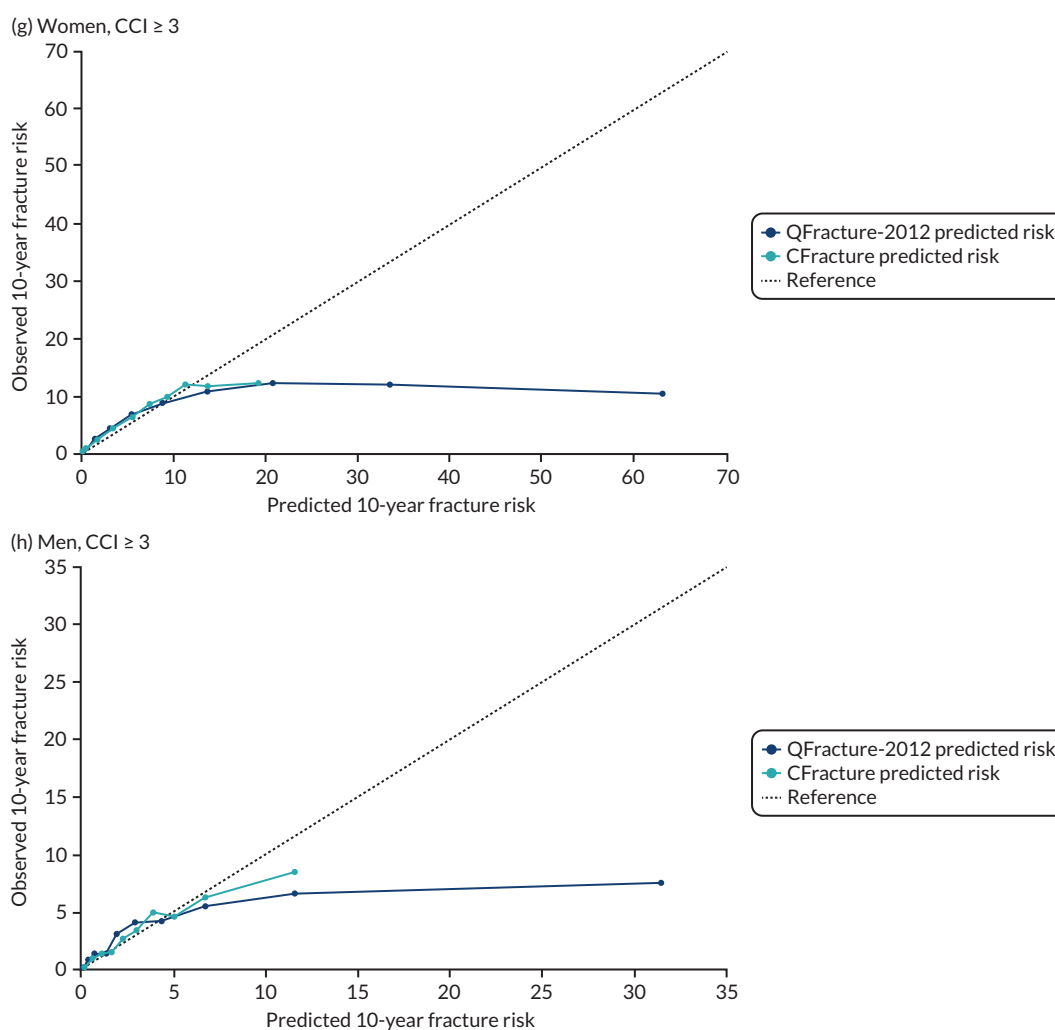 (g) Women, CCI ≥ 3
70
60
50
40
30
20
10
0
Observed 10-year fracture risk
0 10 20 30 40 50 60 70
Predicted 10-year fracture risk
QFracture-2012 predicted risk
CFracture predicted risk
Reference
(h) Men, CCI ≥ 3
35
30
25
20
15
10
5
0
Observed 10-year fracture risk
0 5 10 15 20 25 30 35
Predicted 10-year fracture risk
QFracture-2012 predicted risk
CFracture predicted risk
Reference